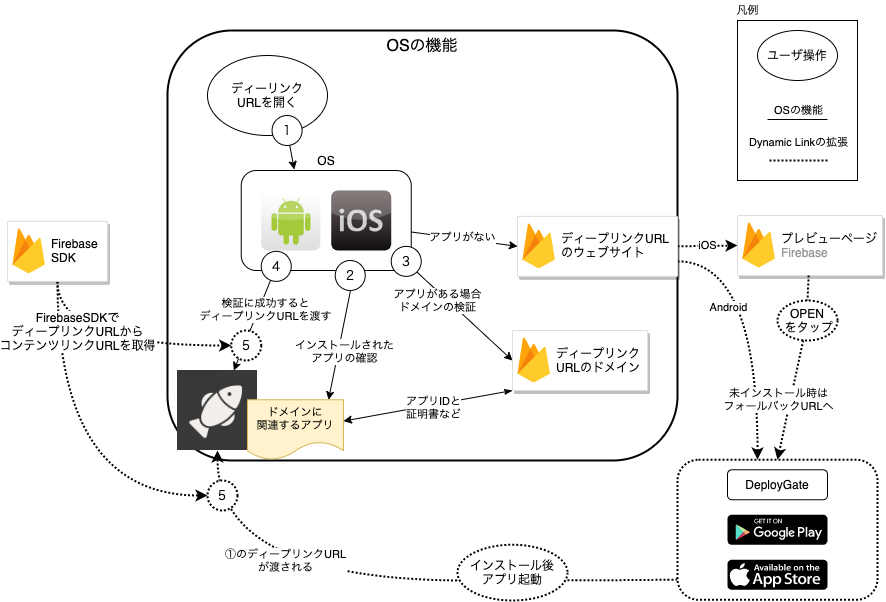 凡例
ユーザ操作
OSの機能
Dynamic Linkの拡張
OSの機能
ディーリンク
URLを開く
1
OS
iOS
4
2
3
アプリがない
ディープリンクURL
のウェブサイト
iOS
プレビューページ
Firebase
Firebase
SDK
検証に成功すると
ディープリンクURLを渡す
アプリがある場合
ドメインの検証
Android
OPEN
をタップ
FirebaseSDKで
ディープリンクURLから
コンテンツリンクURLを取得
5
インストールされた
アプリの確認
ディープリンク
URLのドメイン
ドメインに
関連するアプリ
アプリIDと
証明書など
未インストール時は
フォールバックURLへ
5
DeployGate
GET IT ON
Google Play
Available on the
App Store
①のディープリンクURL
が渡される
インストール後
アプリ起動